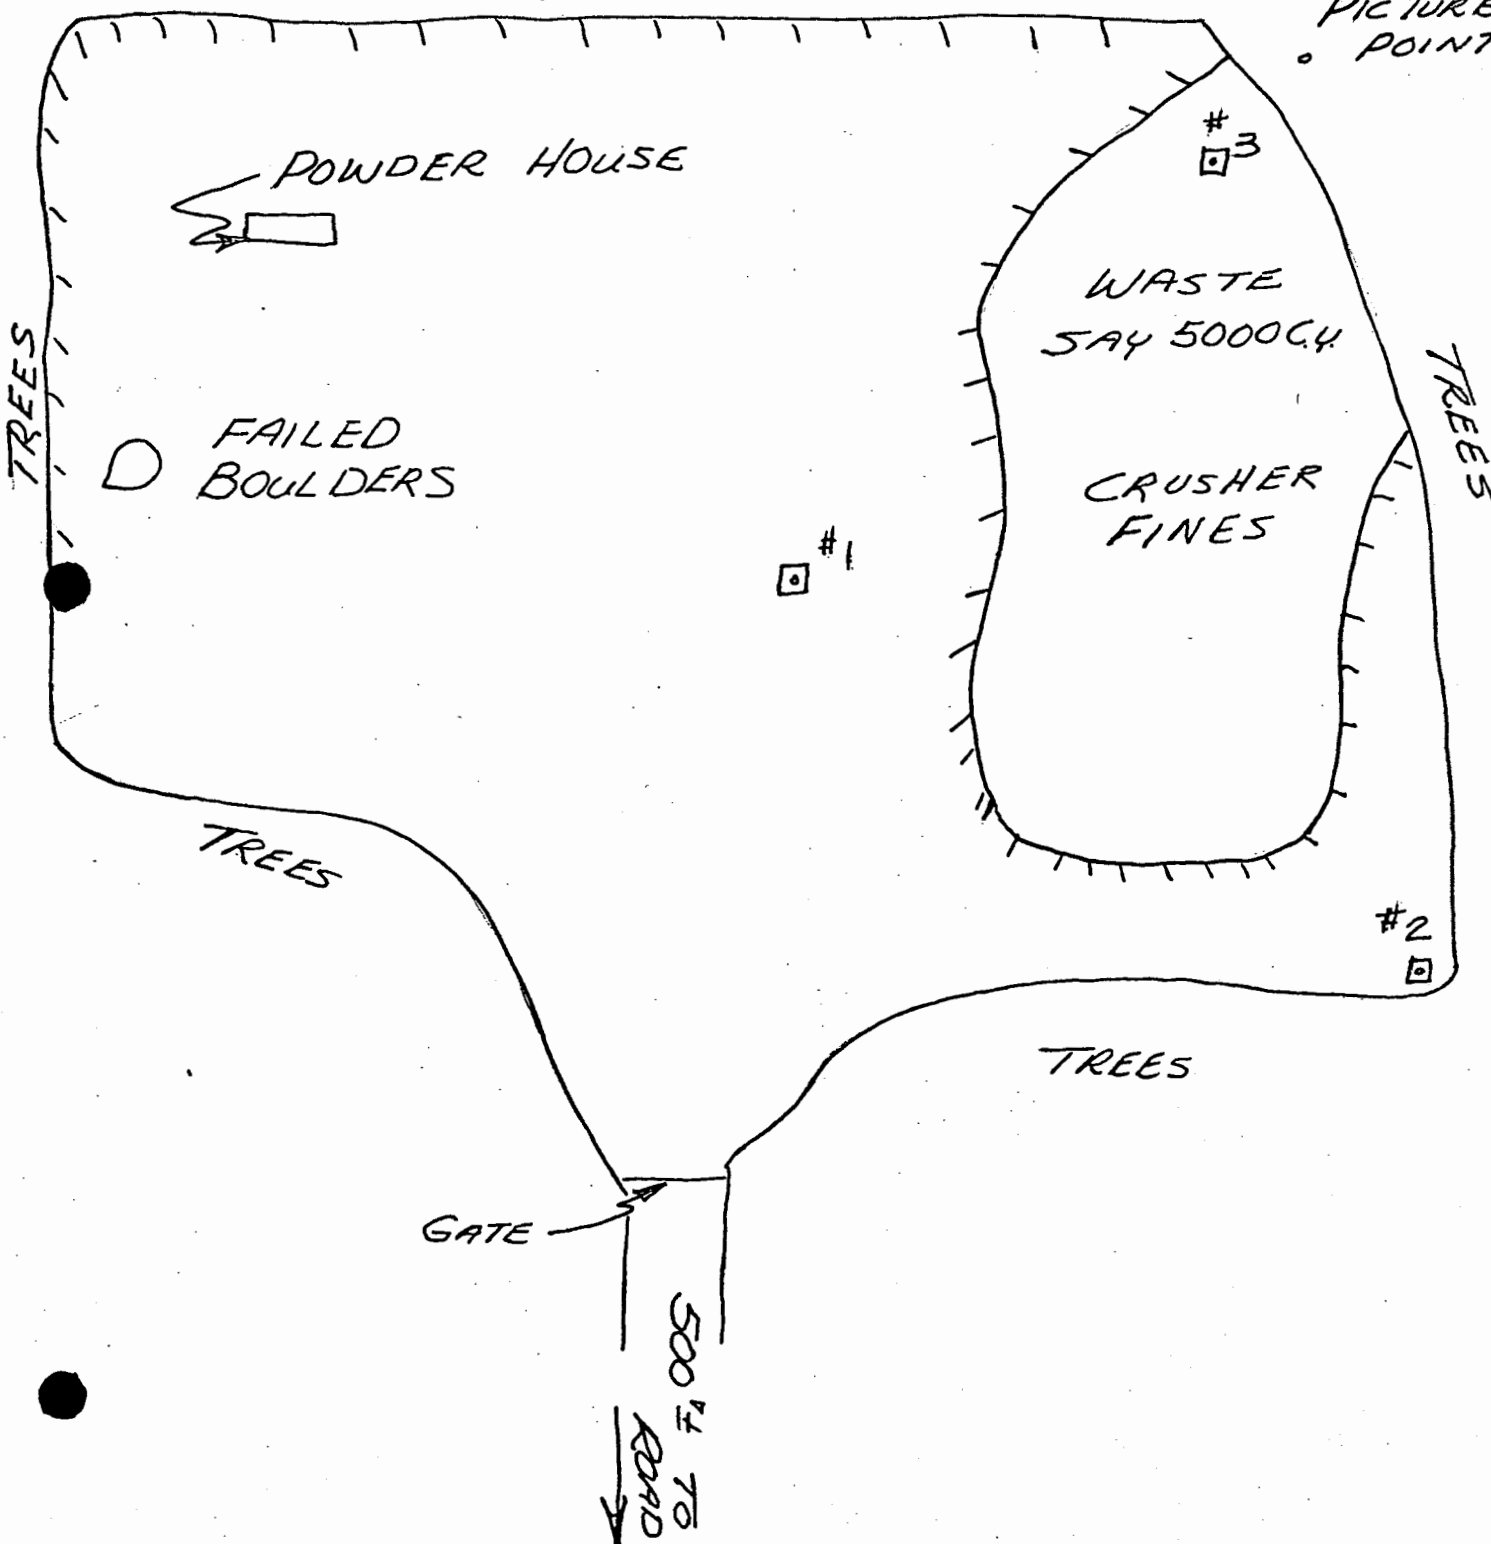 PICTURE
POINT
#3
POWDER HOUSE
WASTE
SAY 5000 C.Y.
TREES
TREES
FAILED
BOULDERS
CRUSHER
FINES
#1
TREES
#2
TREES
GATE
500' ± TO
ROAD